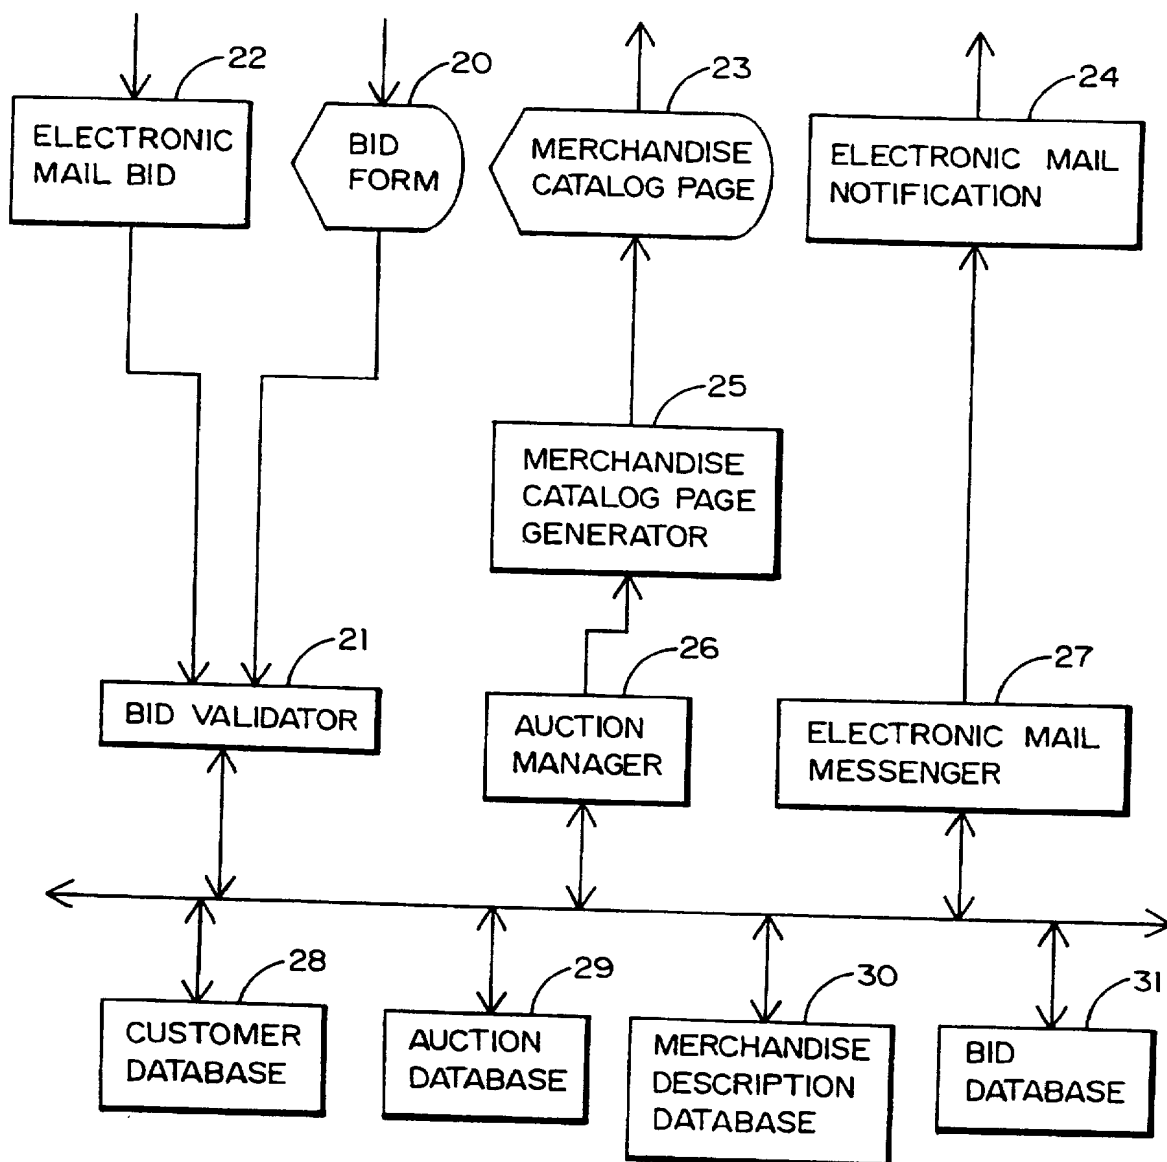 22
20
23
24
ELECTRONIC
MAIL BID
BID
FORM
MERCHANDISE
CATALOG PAGE
ELECTRONIC MAIL
NOTIFICATION
25
MERCHANDISE
CATALOG PAGE
GENERATOR
21
26
27
BID VALIDATOR
AUCTION
MANAGER
ELECTRONIC MAIL
MESSENGER
28
29
30
31
CUSTOMER
DATABASE
AUCTION
DATABASE
MERCHANDISE
DESCRIPTION
DATABASE
BID
DATABASE